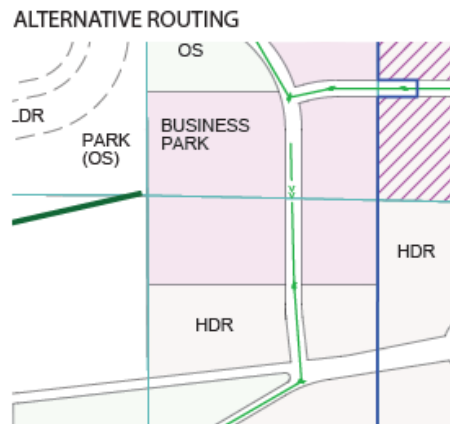 ALTERNATIVE ROUTING
OS
LDR
BUSINESS
PARK
PARK
(OS)
HDR
HDR